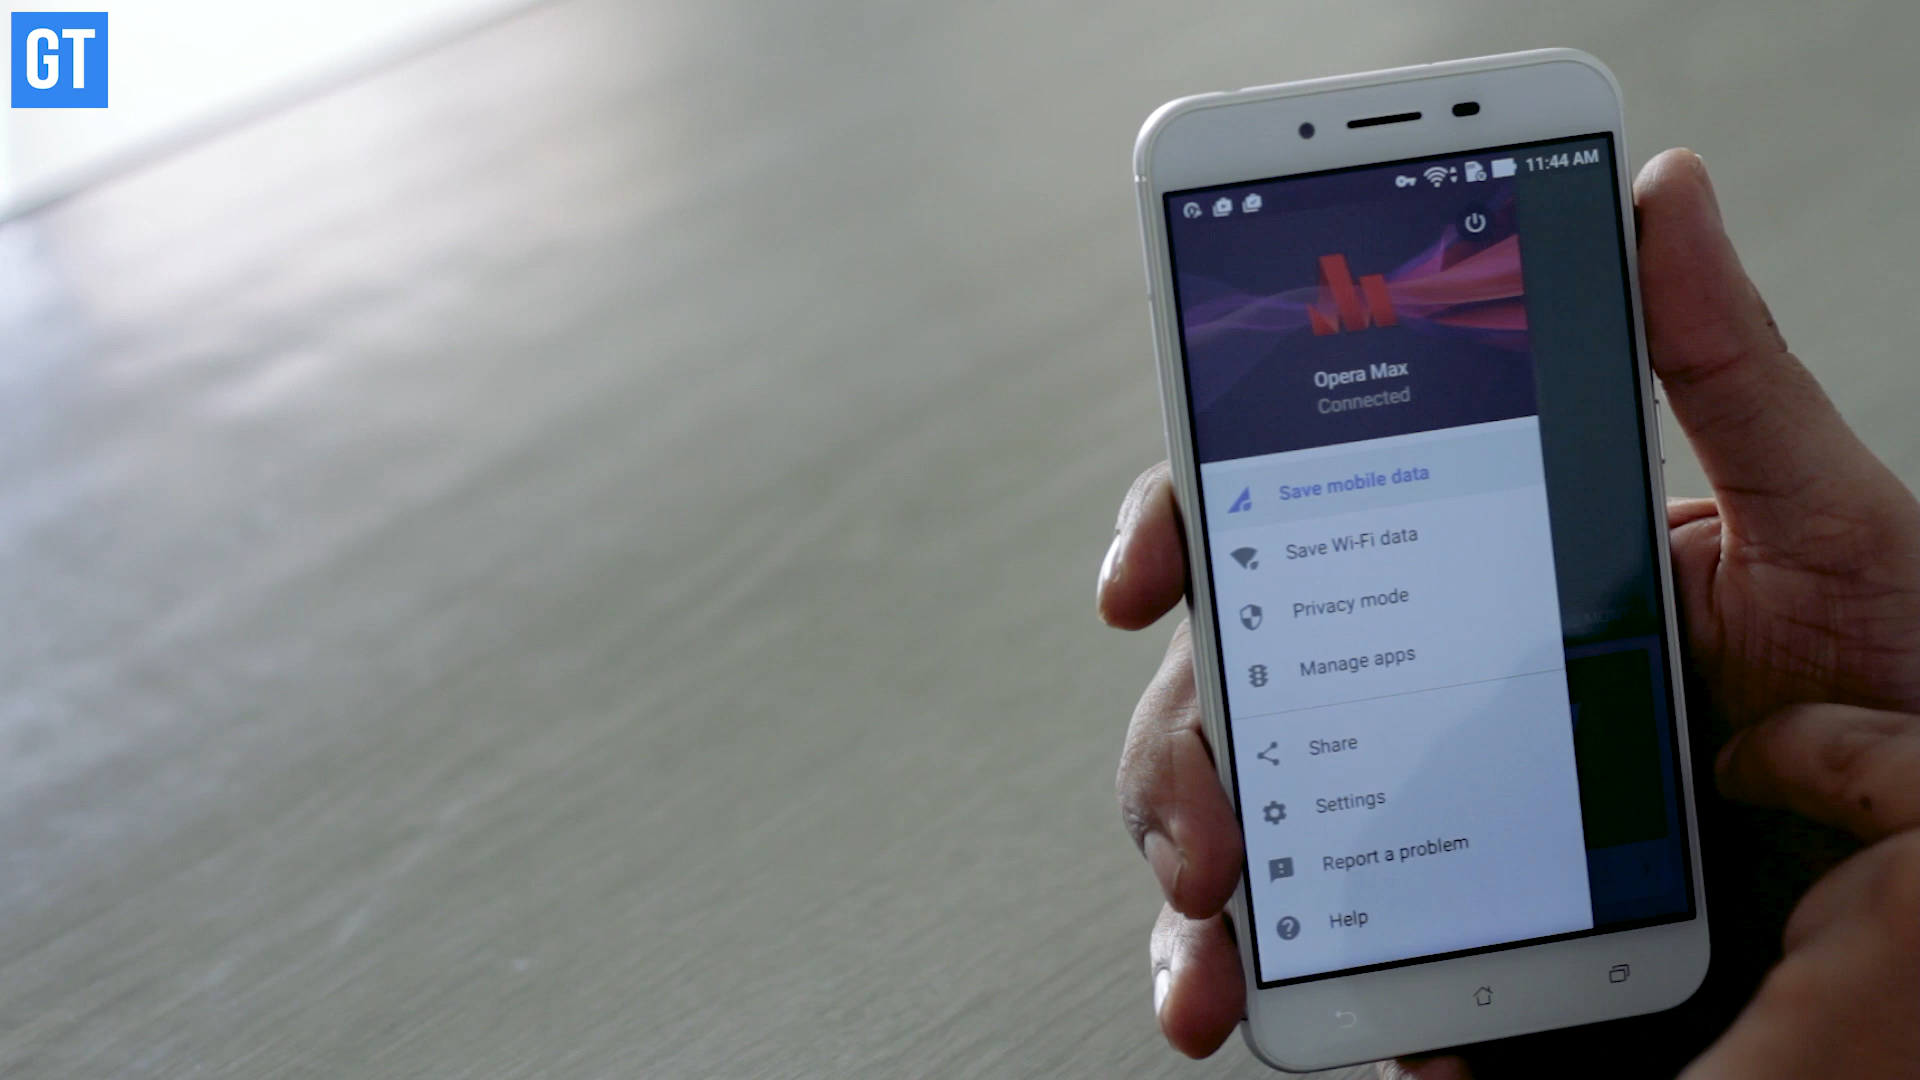 GT
11:44 AM
Opera Max
Connected
Save mobile data
Save Wi-Fi data
Privacy mode
Manage apps
Share
Settings
Report a problem
Help